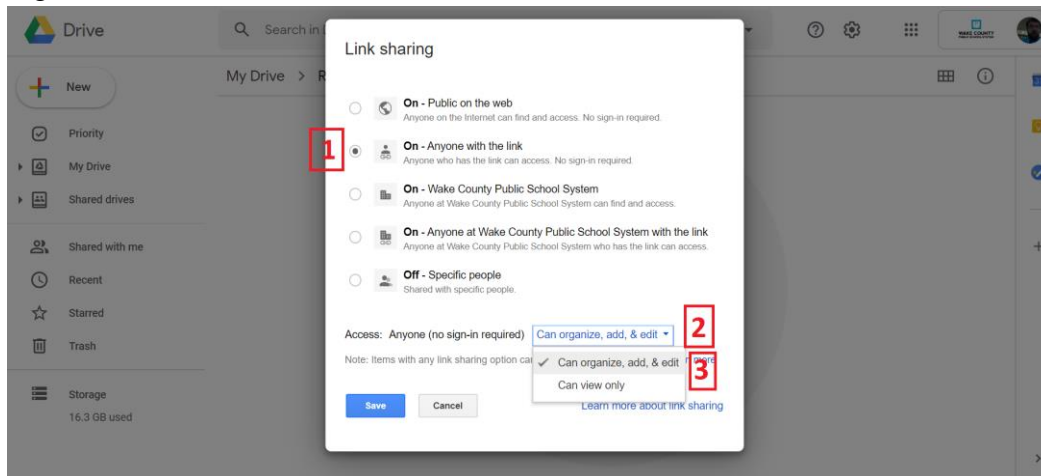 Drive
Search in
New
My Drive > R
Priority
My Drive
Shared drives
Shared with me
Recent
Starred
Trash
Storage
16.3 GB used
WAKE COUNTY
Link sharing
On - Public on the web
Anyone on the Internet can find and access. No sign-in required.
1
On - Anyone with the link
Anyone who has the link can access. No sign-in required.
On - Wake County Public School System
Anyone at Wake County Public School System can find and access.
On - Anyone at Wake County Public School System with the link
Anyone at Wake County Public School System who has the link can access.
Off - Specific people
Shared with specific people.
Access: Anyone (no sign-in required) Can organize, add, & edit 2
Note: Items with any link sharing option ca
more
Can organize, add, & edit 3
Can view only
Save Cancel Learn more about link sharing